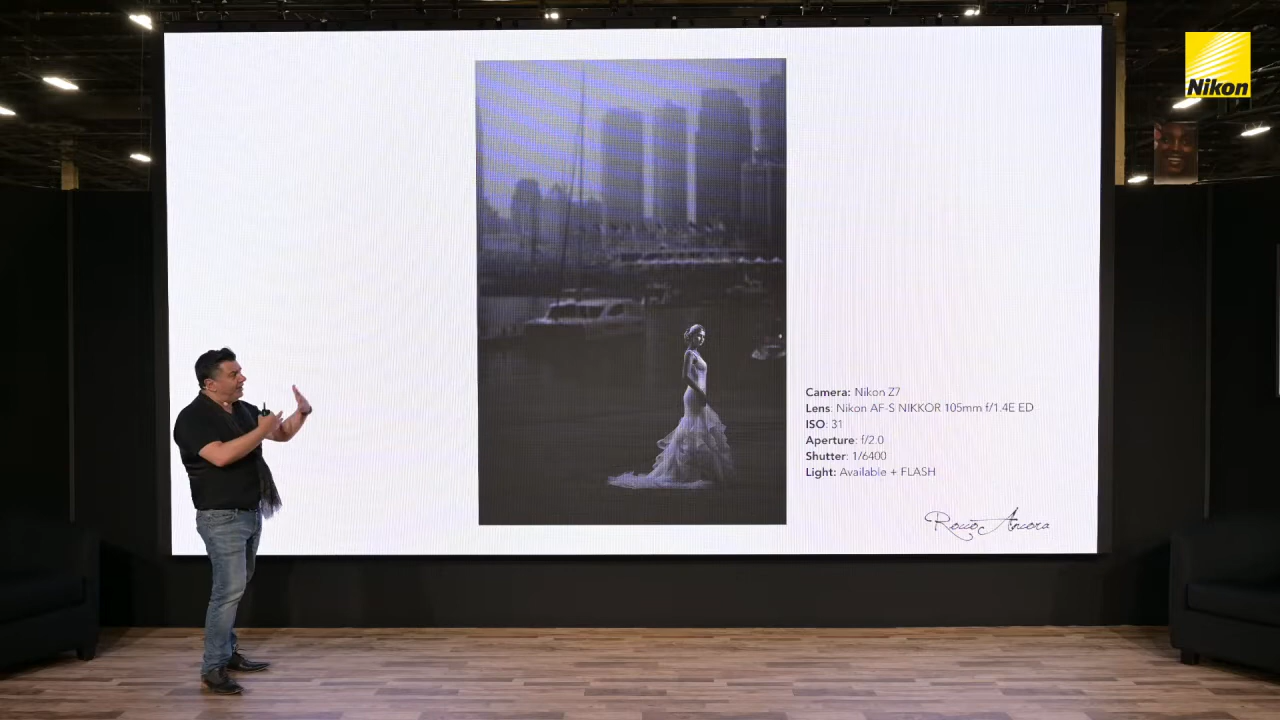 Nikon
Camera: Nikon Z7
Lens: Nikon AF-S NIKKOR 105mm f/1.4E ED
ISO: 31
Aperture: f/2.0
Shutter: 1/6400
Light: Available + FLASH
Rocco Ancora